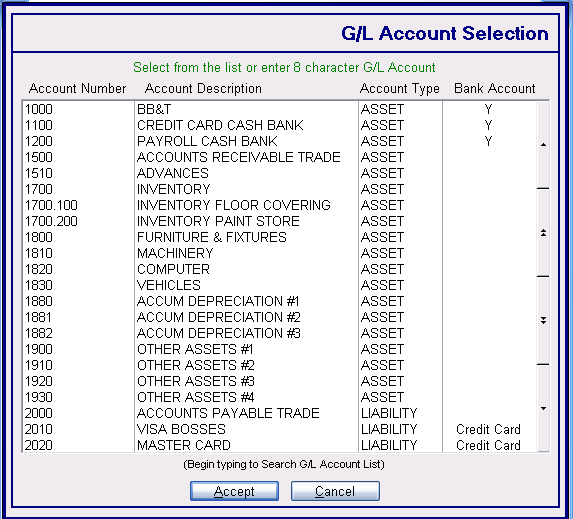 G/L Account Selection
Select from the list or enter 8 character G/L Account
Account Number Account Description Account Type Bank Account
1000 BB&T ASSET Y
1100 CREDIT CARD CASH BANK ASSET Y
1200 PAYROLL CASH BANK ASSET Y
1500 ACCOUNTS RECEIVABLE TRADE ASSET
1510 ADVANCES ASSET
1700 INVENTORY ASSET
1700.100 INVENTORY FLOOR COVERING ASSET
1700.200 INVENTORY PAINT STORE ASSET
1800 FURNITURE & FIXTURES ASSET
1810 MACHINERY ASSET
1820 COMPUTER ASSET
1830 VEHICLES ASSET
1880 ACCUM DEPRECIATION #1 ASSET
1881 ACCUM DEPRECIATION #2 ASSET
1882 ACCUM DEPRECIATION #3 ASSET
1900 OTHER ASSETS #1 ASSET
1910 OTHER ASSETS #2 ASSET
1920 OTHER ASSETS #3 ASSET
1930 OTHER ASSETS #4 ASSET
2000 ACCOUNTS PAYABLE TRADE LIABILITY
2010 VISA BOSSES LIABILITY Credit Card
2020 MASTER CARD LIABILITY Credit Card
(Begin typing to Search G/L Account List)
Accept Cancel